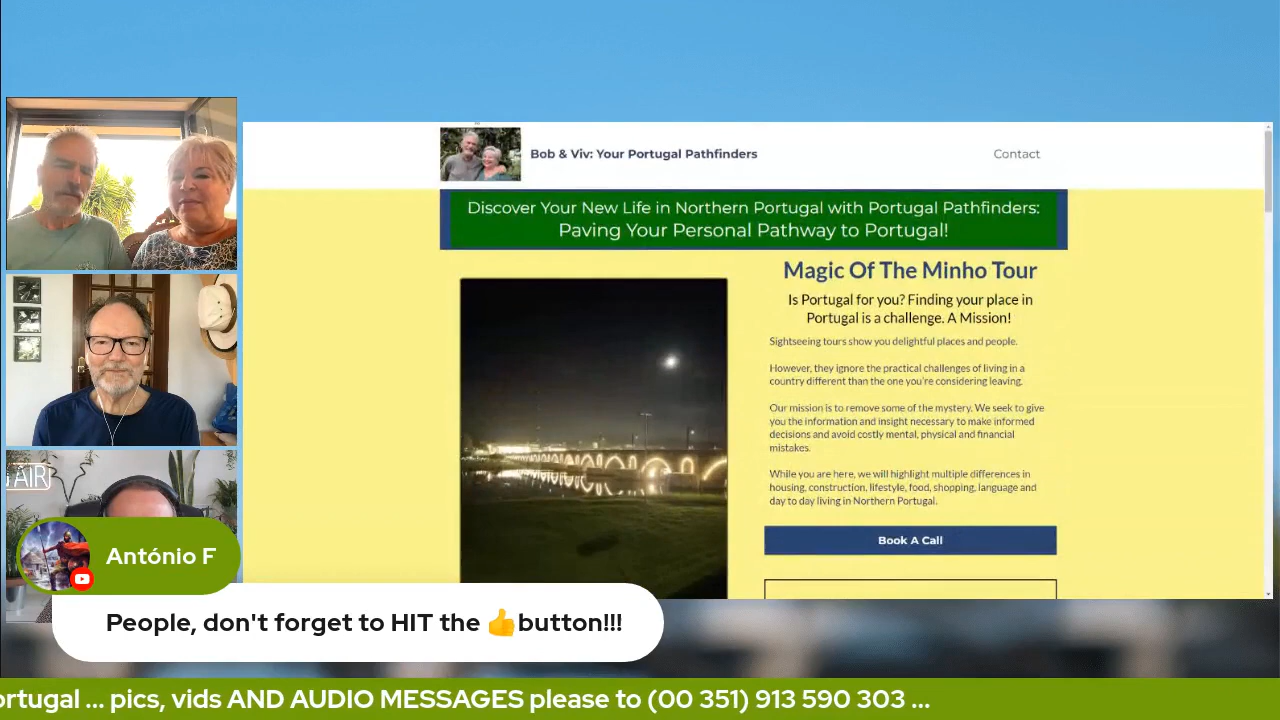 Bob & Viv: Your Portugal Pathfinders
Contact
Discover Your New Life in Northern Portugal with Portugal Pathfinders:
Paving Your Personal Pathway to Portugal!
Magic Of The Minho Tour
Is Portugal for you? Finding your place in
Portugal is a challenge. A Mission!
Sightseeing tours show you delightful places and people.
However, they ignore the practical challenges of living in a
country different than the one you're considering leaving.
Our mission is to remove some of the mystery. We seek to give
you the information and insight necessary to make informed
decisions and avoid costly mental, physical and financial
mistakes.
While you are here, we will highlight multiple differences in
housing, construction, lifestyle, food, shopping, language and
day to day living in Northern Portugal.
Book A Call
AIR
António F
People, don't forget to HIT the 👍button!!!
ortugal ... pics, vids AND AUDIO MESSAGES please to (00 351) 913 590 303 ...